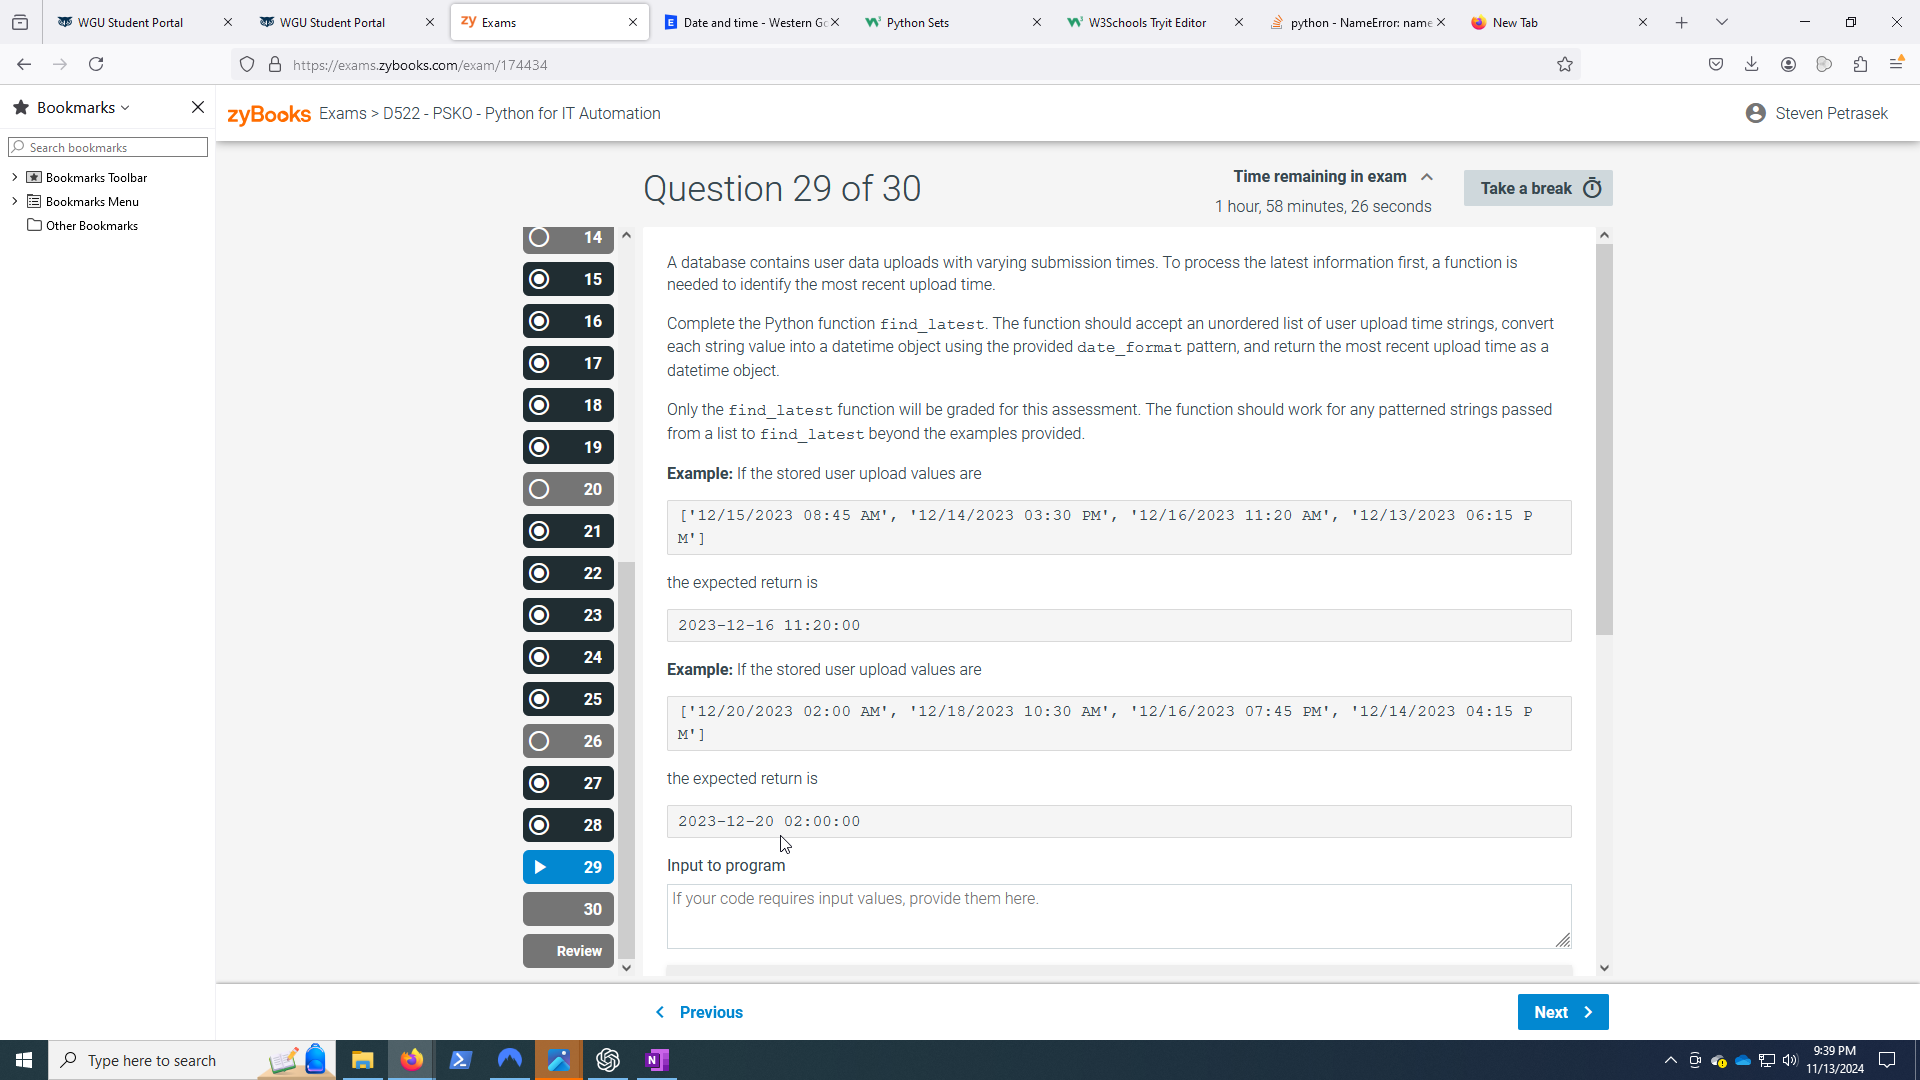 WGU Student Portal
WGU Student Portal
zy Exams
Date and time - Western Go
Python Sets
W3Schools Tryit Editor
python - NameError: name
New Tab
https://exams.zybooks.com/exam/174434
Bookmarks
Search bookmarks
Bookmarks Toolbar
Bookmarks Menu
Other Bookmarks
zyBooks Exams > D522 - PSKO - Python for IT Automation
Steven Petrasek
Question 29 of 30
Time remaining in exam
1 hour, 58 minutes, 26 seconds
Take a break
14
15
16
17
18
19
20
21
22
23
24
25
26
27
28
29
30
Review
A database contains user data uploads with varying submission times. To process the latest information first, a function is
needed to identify the most recent upload time.
Complete the Python function find_latest. The function should accept an unordered list of user upload time strings, convert
each string value into a datetime object using the provided date_format pattern, and return the most recent upload time as a
datetime object.
Only the find_latest function will be graded for this assessment. The function should work for any patterned strings passed
from a list to find_latest beyond the examples provided.
Example: If the stored user upload values are
['12/15/2023 08:45 AM', '12/14/2023 03:30 PM', '12/16/2023 11:20 AM', '12/13/2023 06:15 P
M']
the expected return is
2023-12-16 11:20:00
Example: If the stored user upload values are
['12/20/2023 02:00 AM', '12/18/2023 10:30 AM', '12/16/2023 07:45 PM', '12/14/2023 04:15 P
M']
the expected return is
2023-12-20 02:00:00
Input to program
If your code requires input values, provide them here.
Previous
Next
Type here to search
9:39 PM
11/13/2024